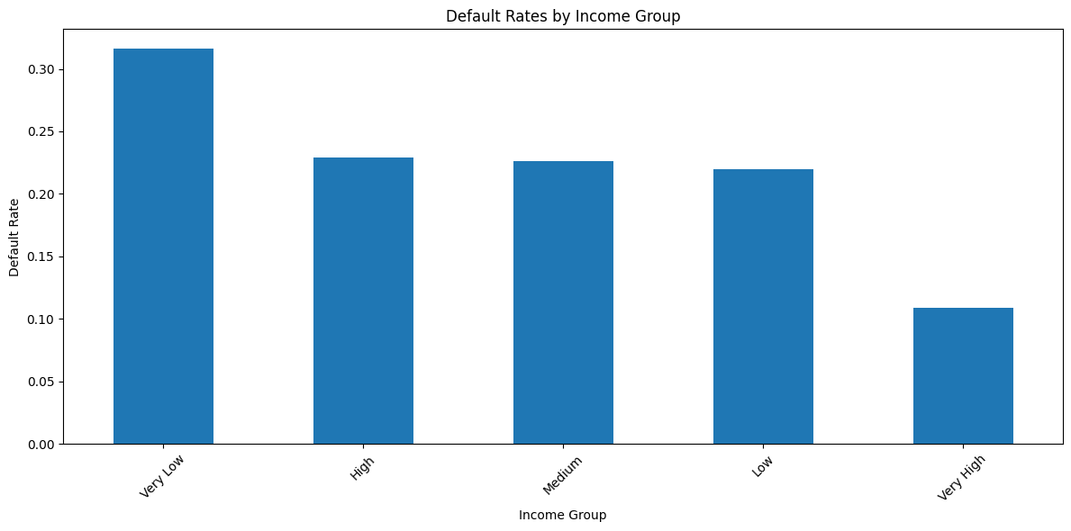 Default Rates by Income Group
Default Rate
0.30
0.25
0.20
0.15
0.10
0.05
0.00
Very Low
High
Medium
Low
Very High
Income Group